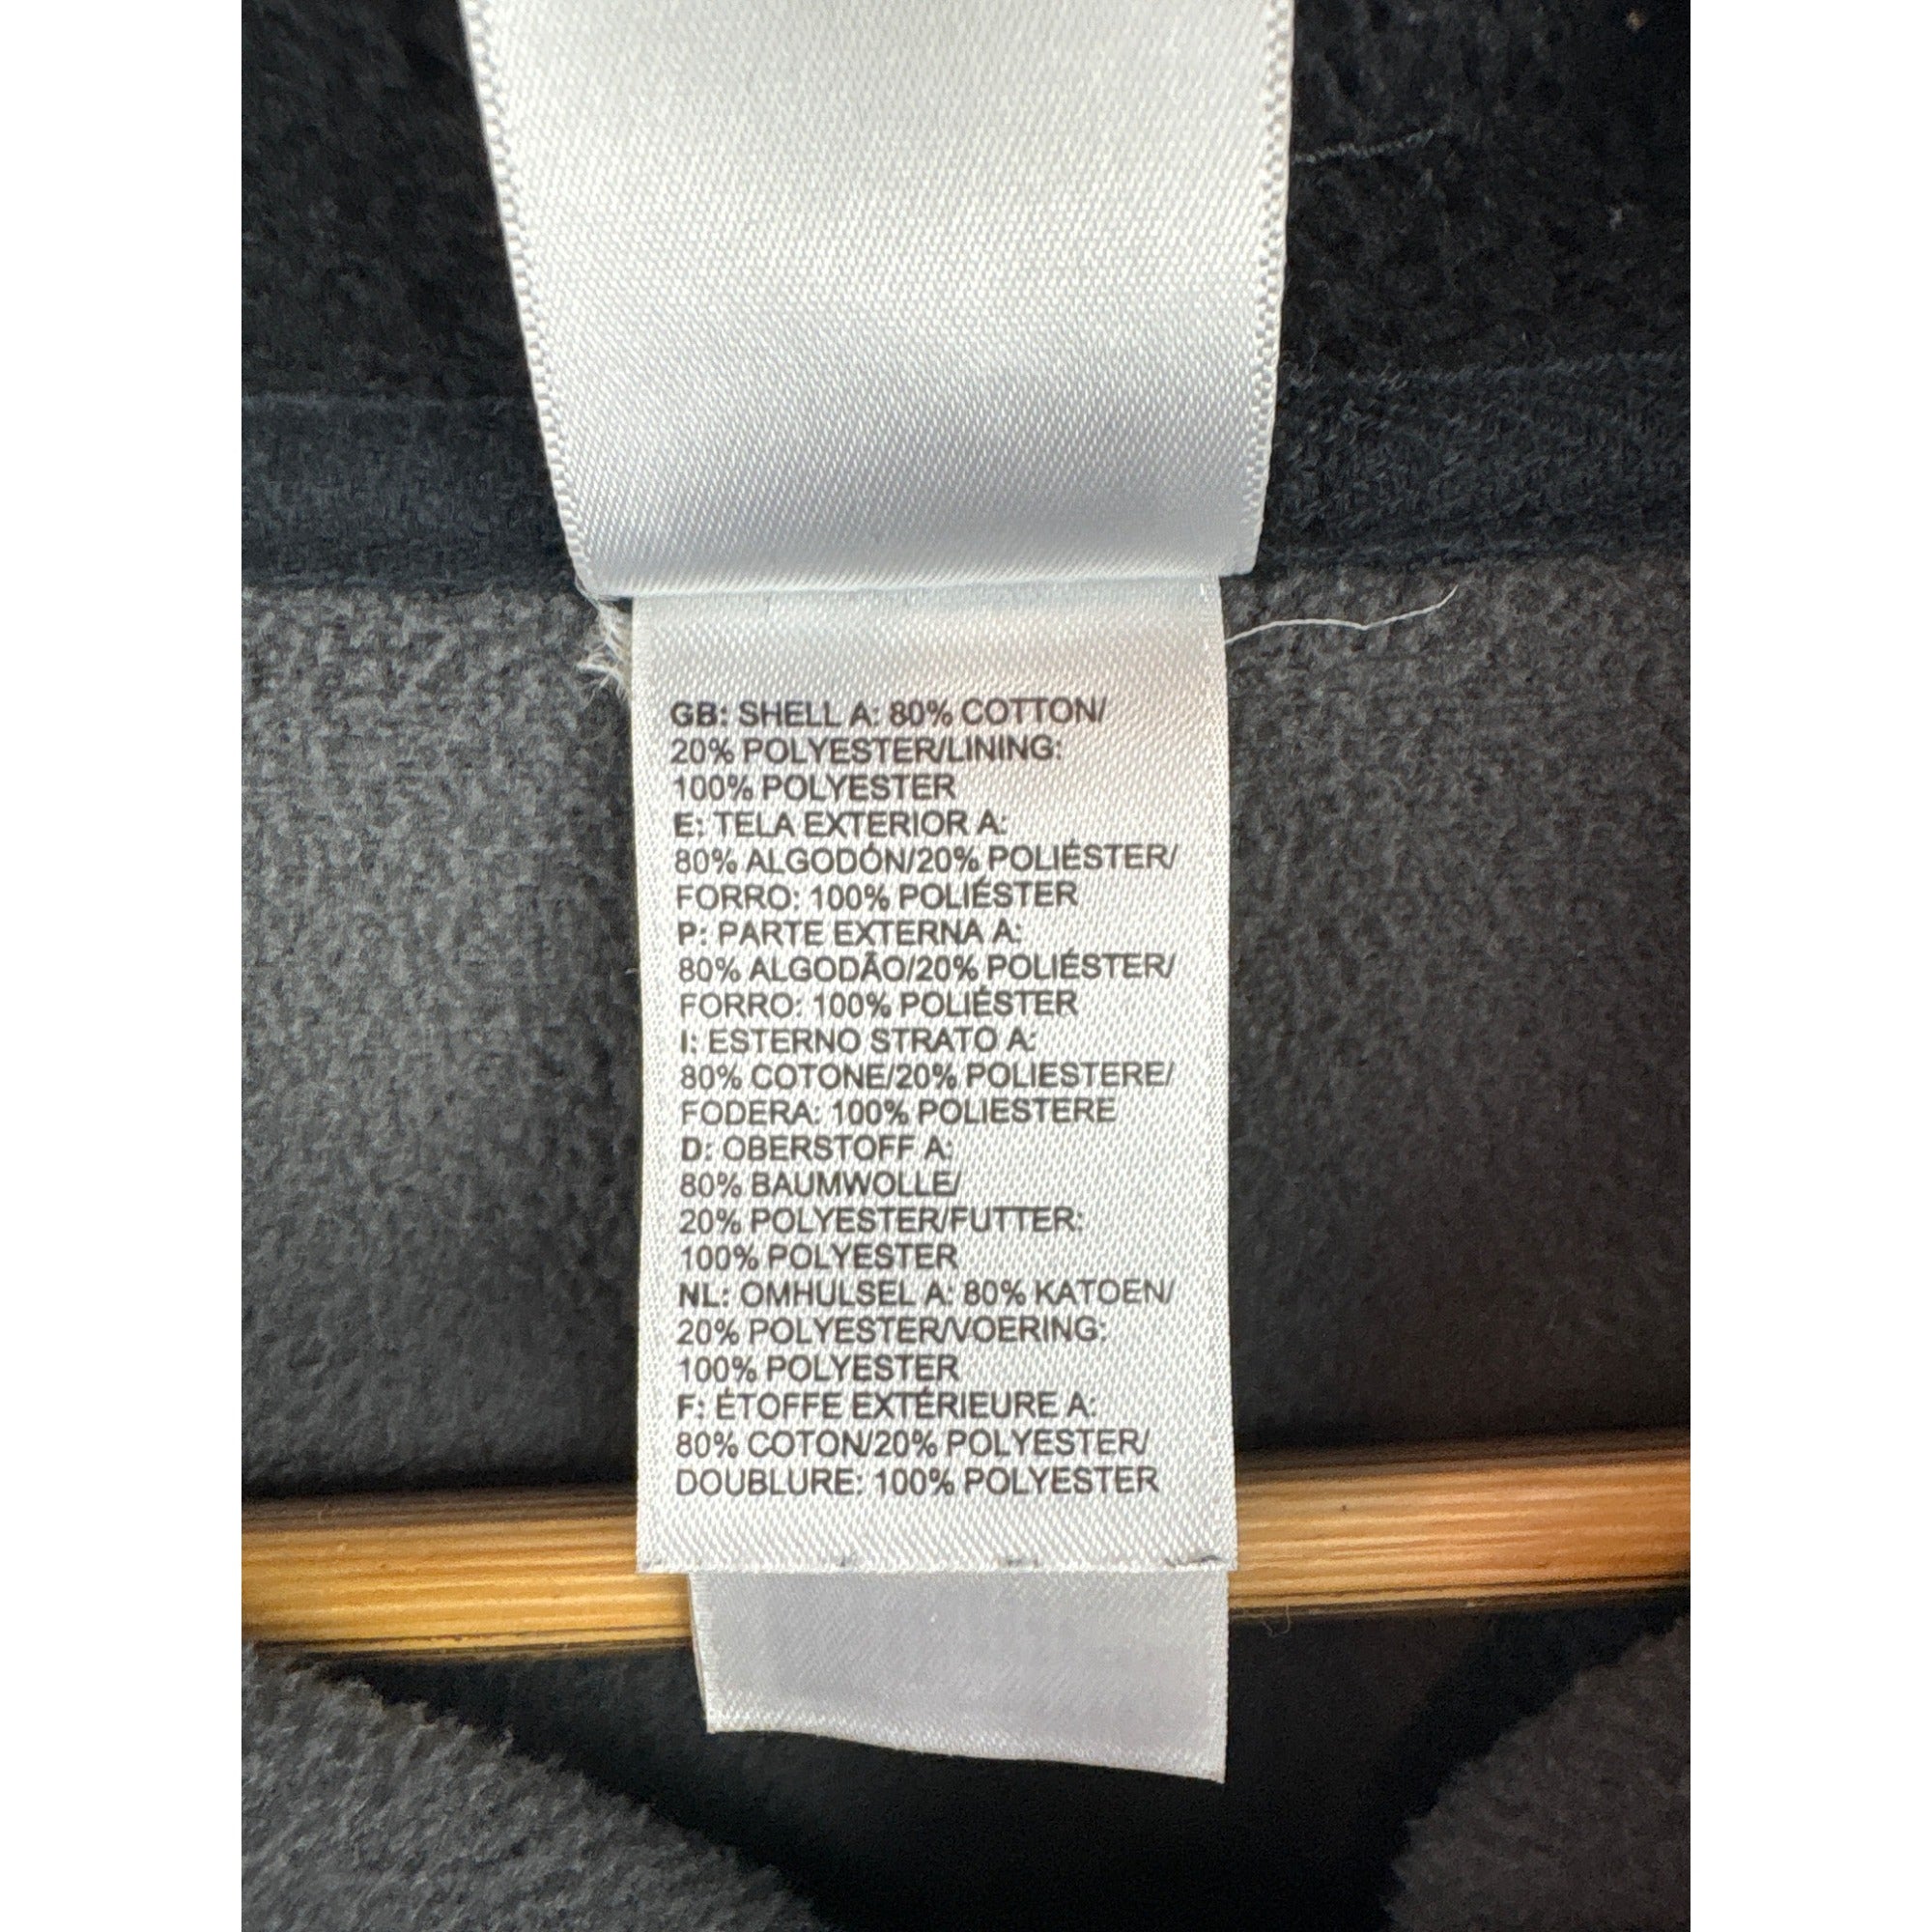 GB: SHELL A: 80% COTTON/
20% POLYESTER/LINING:
100% POLYESTER
E: TELA EXTERIOR A:
80% ALGODÓN/20% POLIÉSTER/
FORRO: 100% POLIÉSTER
P: PARTE EXTERNA A:
80% ALGODÃO/20% POLIÉSTER/
FORRO: 100% POLIÉSTER
I: ESTERNO STRATO A:
80% COTONE/20% POLIESTERE/
FODERA: 100% POLIESTERE
D: OBERSTOFF A:
80% BAUMWOLLE/
20% POLYESTER/FUTTER:
100% POLYESTER
NL: OMHULSEL A: 80% KATOEN/
20% POLYESTER/VOERING:
100% POLYESTER
F: ÉTOFFE EXTÉRIEURE A:
80% COTON/20% POLYESTER/
DOUBLURE: 100% POLYESTER